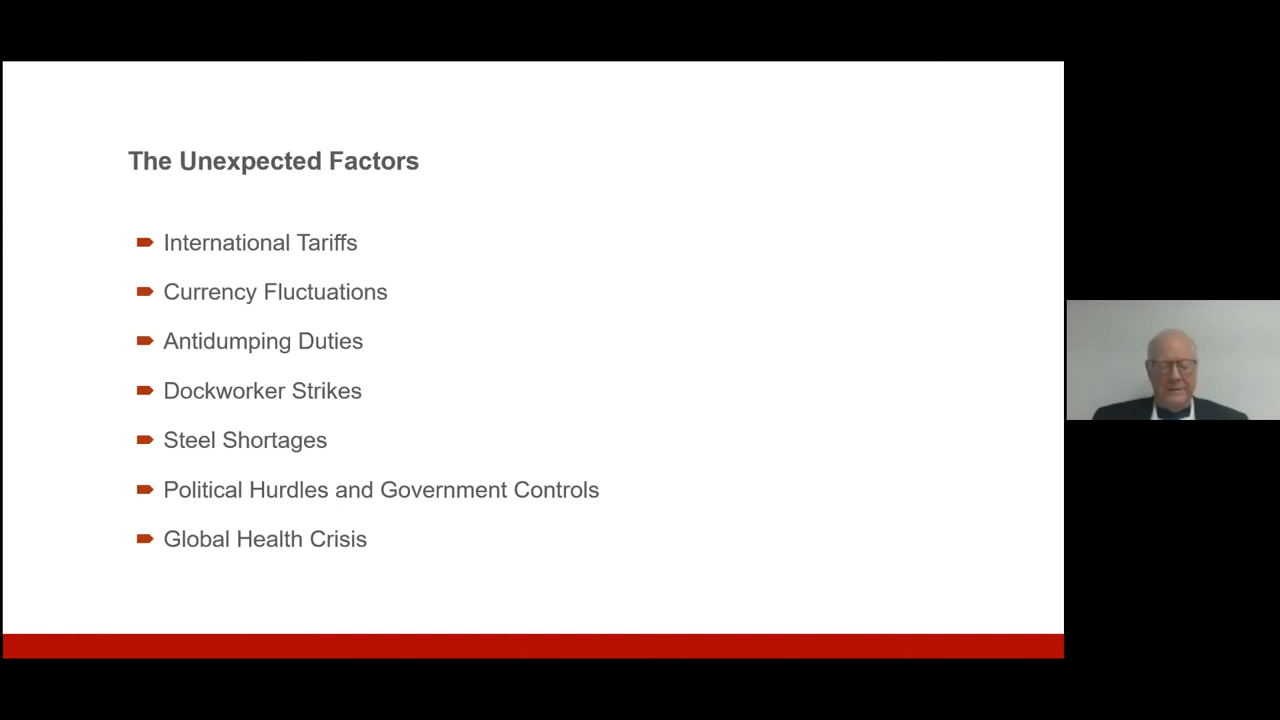 The Unexpected Factors
International Tariffs
Currency Fluctuations
Antidumping Duties
Dockworker Strikes
Steel Shortages
Political Hurdles and Government Controls
Global Health Crisis